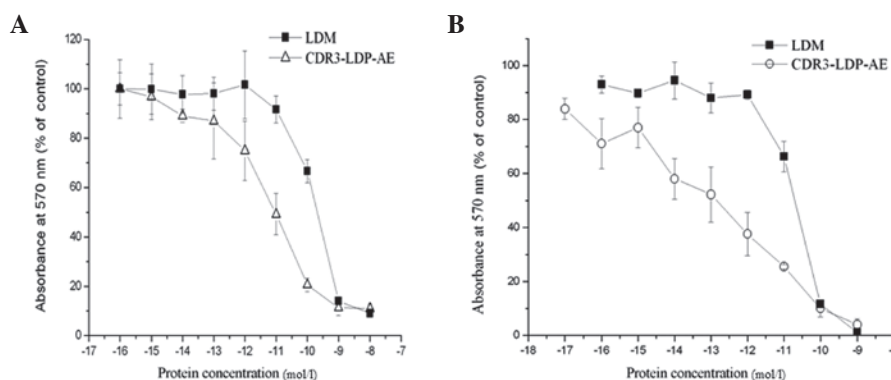 A
120
100
80
60
40
20
0
Absorbance at 570 nm (% of control)
LDM
CDR3-LDP-AE
-17 -16 -15 -14 -13 -12 -11 -10 -9 -8 -7
Protein concentration (mol/l)
B
100
80
60
40
20
0
Absorbance at 570 nm (% of control)
LDM
CDR3-LDP-AE
-18 -17 -16 -15 -14 -13 -12 -11 -10 -9
Protein concentration (mol/l)